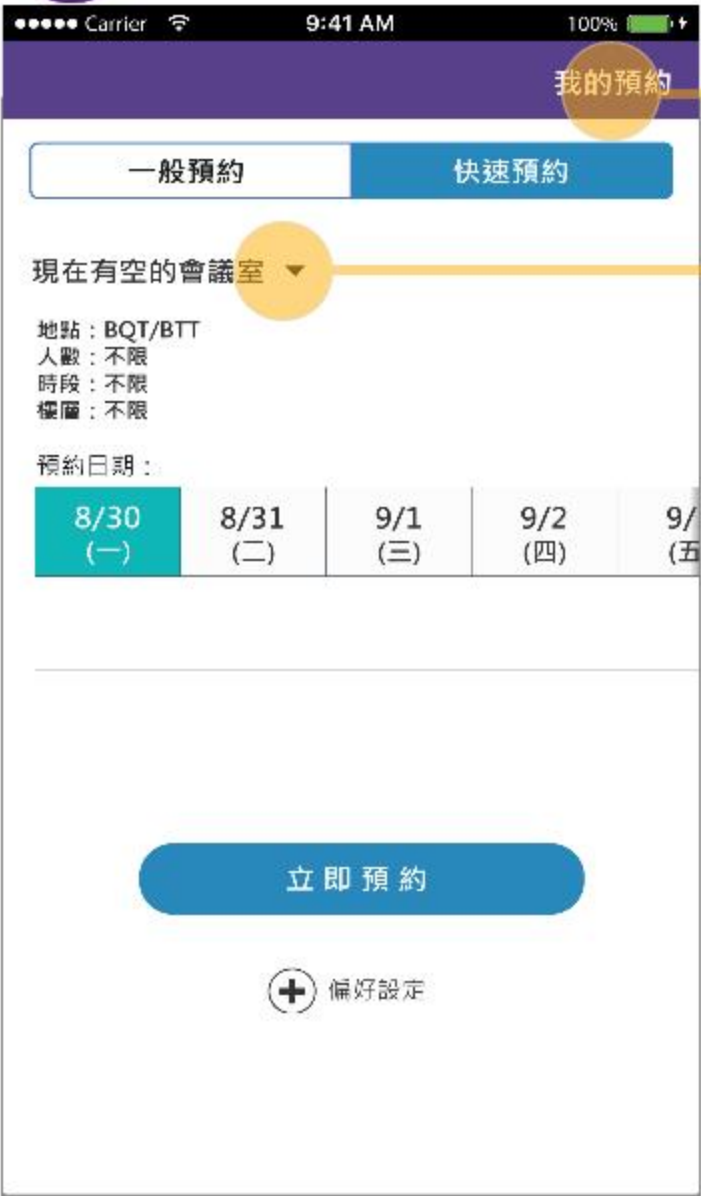 Carrier 9:41 AM 100%
我的預約
一般預約 快速預約
現在有空的會議室
地點：BQT/BTT
人數：不限
時段：不限
樓層：不限
預約日期：
8/30 8/31 9/1 9/2 9/
(一) (二) (三) (四) (五
立即預約
偏好設定